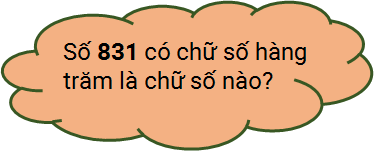 Số 831 có chữ số hàng
trăm là chữ số nào?